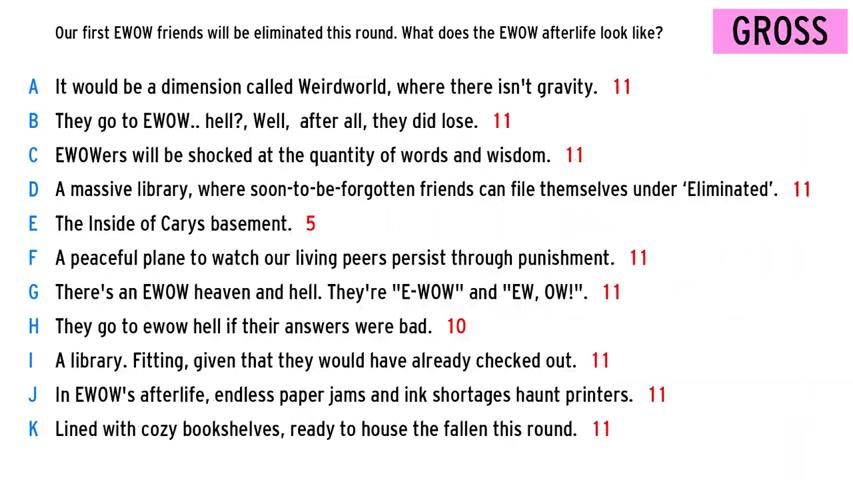 Our first EWOW friends will be eliminated this round. What does the EWOW afterlife look like?
GROSS
A It would be a dimension called Weirdworld, where there isn't gravity. 11
B They go to EWOW.. hell?, Well, after all, they did lose. 11
C EWOWers will be shocked at the quantity of words and wisdom. 11
D A massive library, where soon-to-be-forgotten friends can file themselves under ‘Eliminated’. 11
E The Inside of Carys basement. 5
F A peaceful plane to watch our living peers persist through punishment. 11
G There's an EWOW heaven and hell. They're "E-WOW" and "EW, OW!". 11
H They go to ewow hell if their answers were bad. 10
I A library. Fitting, given that they would have already checked out. 11
J In EWOW's afterlife, endless paper jams and ink shortages haunt printers. 11
K Lined with cozy bookshelves, ready to house the fallen this round. 11